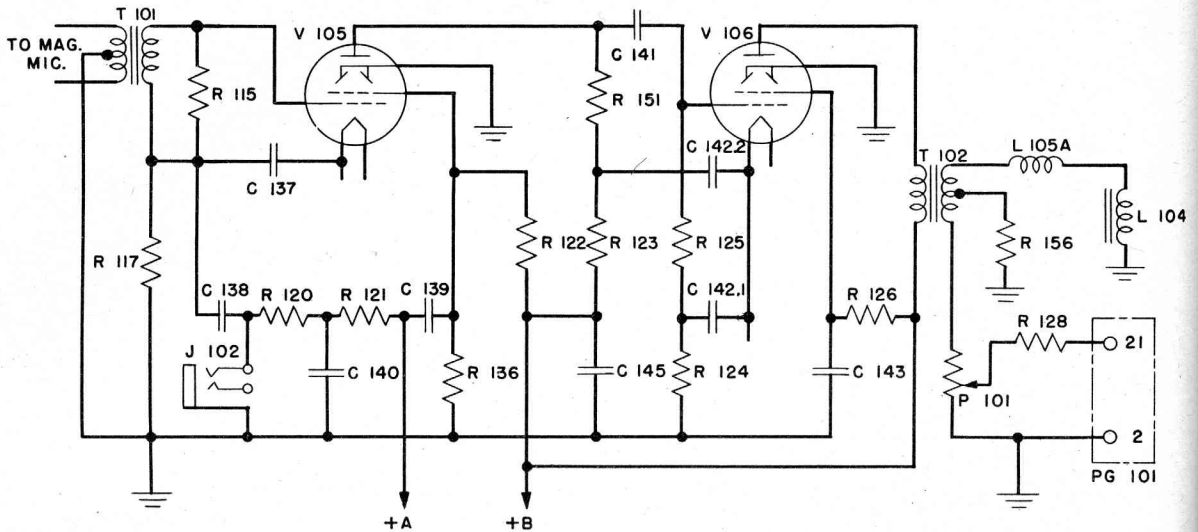 T 101
TO MAG.
MIC.
V 105
C 141
V 106
R 115
R 151
C 142.2
C 137
T 102
L 105A
L 104
R 117
R 122
R 123
R 125
R 156
C 138
R 120
R 121
C 139
C 142.1
R 126
R 128
21
J 102
C 140
R 136
C 145
R 124
C 143
P 101
2
PG 101
+A
+B